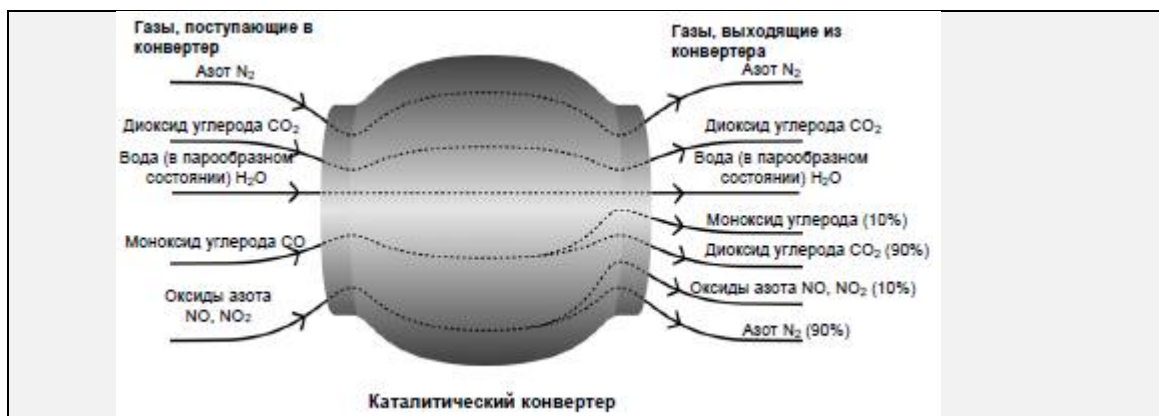 Газы, поступающие в
конвертер
Азот N₂
Диоксид углерода CO₂
Вода (в парообразном
состоянии) H₂O
Моноксид углерода CO
Оксиды азота
NO, NO₂
Газы, выходящие из
конвертера
Азот N₂
Диоксид углерода CO₂
Вода (в парообразном
состоянии) H₂O
Моноксид углерода (10%)
Диоксид углерода CO₂ (90%)
Оксиды азота NO, NO₂ (10%)
Азот N₂ (90%)
Каталитический конвертер